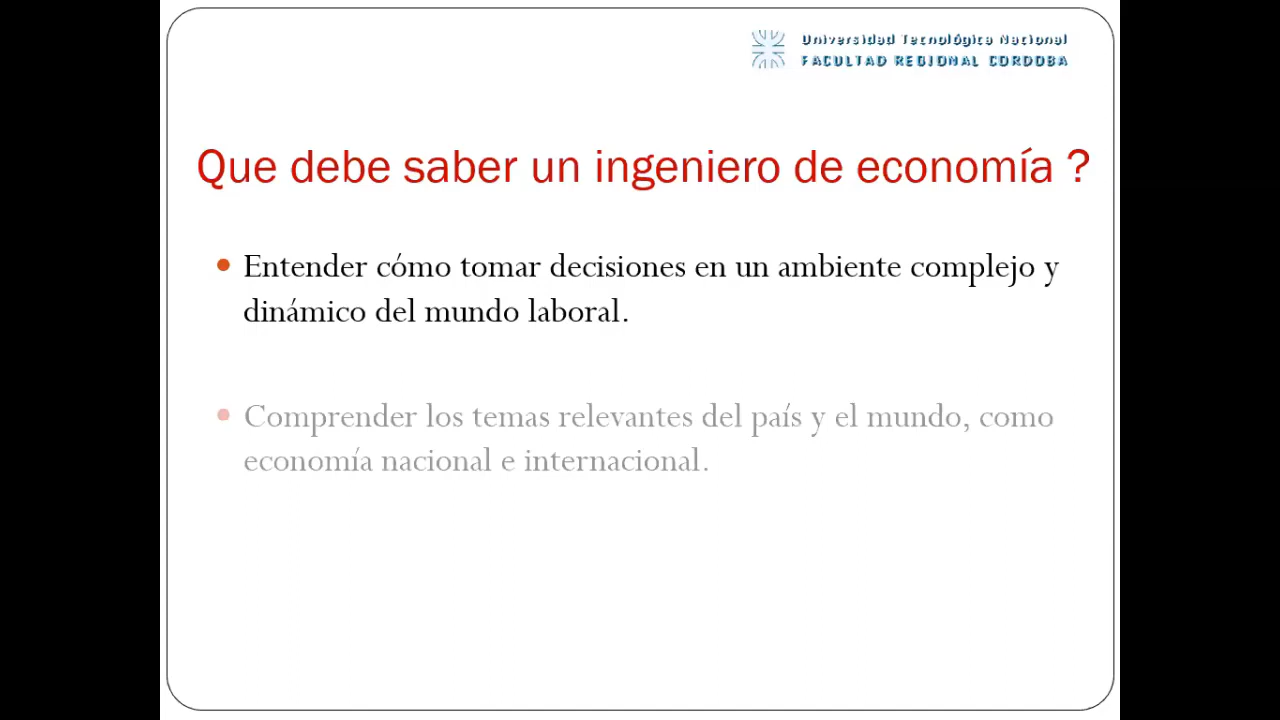 Universidad Tecnológica Nacional
FACULTAD REGIONAL CORDOBA
Que debe saber un ingeniero de economía ?
• Entender cómo tomar decisiones en un ambiente complejo y
dinámico del mundo laboral.
• Comprender los temas relevantes del país y el mundo, como
economía nacional e internacional.